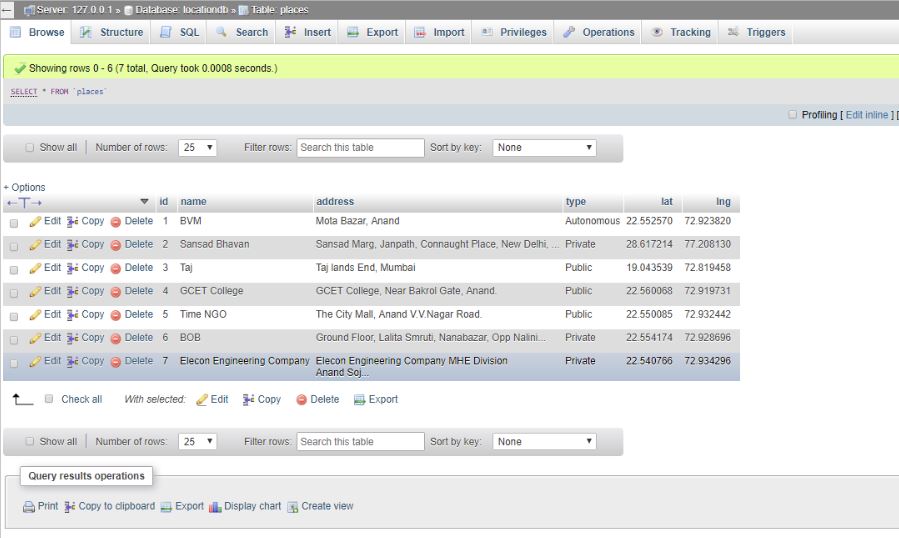 Server: 127.0.0.1 » Database: locationdb » Table: places
Browse Structure SQL Search Insert Export Import Privileges Operations Tracking Triggers
Showing rows 0 - 6 (7 total, Query took 0.0008 seconds.)
SELECT * FROM `places`
Profiling [ Edit inline ] [
Show all Number of rows: 25 Filter rows: Search this table Sort by key: None
+ Options
id name address type lat lng
Edit Copy Delete 1 BVM Mota Bazar, Anand Autonomous 22.552570 72.923820
Edit Copy Delete 2 Sansad Bhavan Sansad Marg, Janpath, Connaught Place, New Delhi, ... Private 28.617214 77.208130
Edit Copy Delete 3 Taj Taj lands End, Mumbai Public 19.043539 72.819458
Edit Copy Delete 4 GCET College GCET College, Near Bakrol Gate, Anand. Public 22.560068 72.919731
Edit Copy Delete 5 Time NGO The City Mall, Anand V.V.Nagar Road. Public 22.550085 72.932442
Edit Copy Delete 6 BOB Ground Floor, Lalita Smruti, Nanabazar, Opp Nalini... Private 22.554174 72.928696
Edit Copy Delete 7 Elecon Engineering Company Elecon Engineering Company MHE Division Private 22.540766 72.934296
Anand Soj...
Check all With selected: Edit Copy Delete Export
Show all Number of rows: 25 Filter rows: Search this table Sort by key: None
Query results operations
Print Copy to clipboard Export Display chart Create view